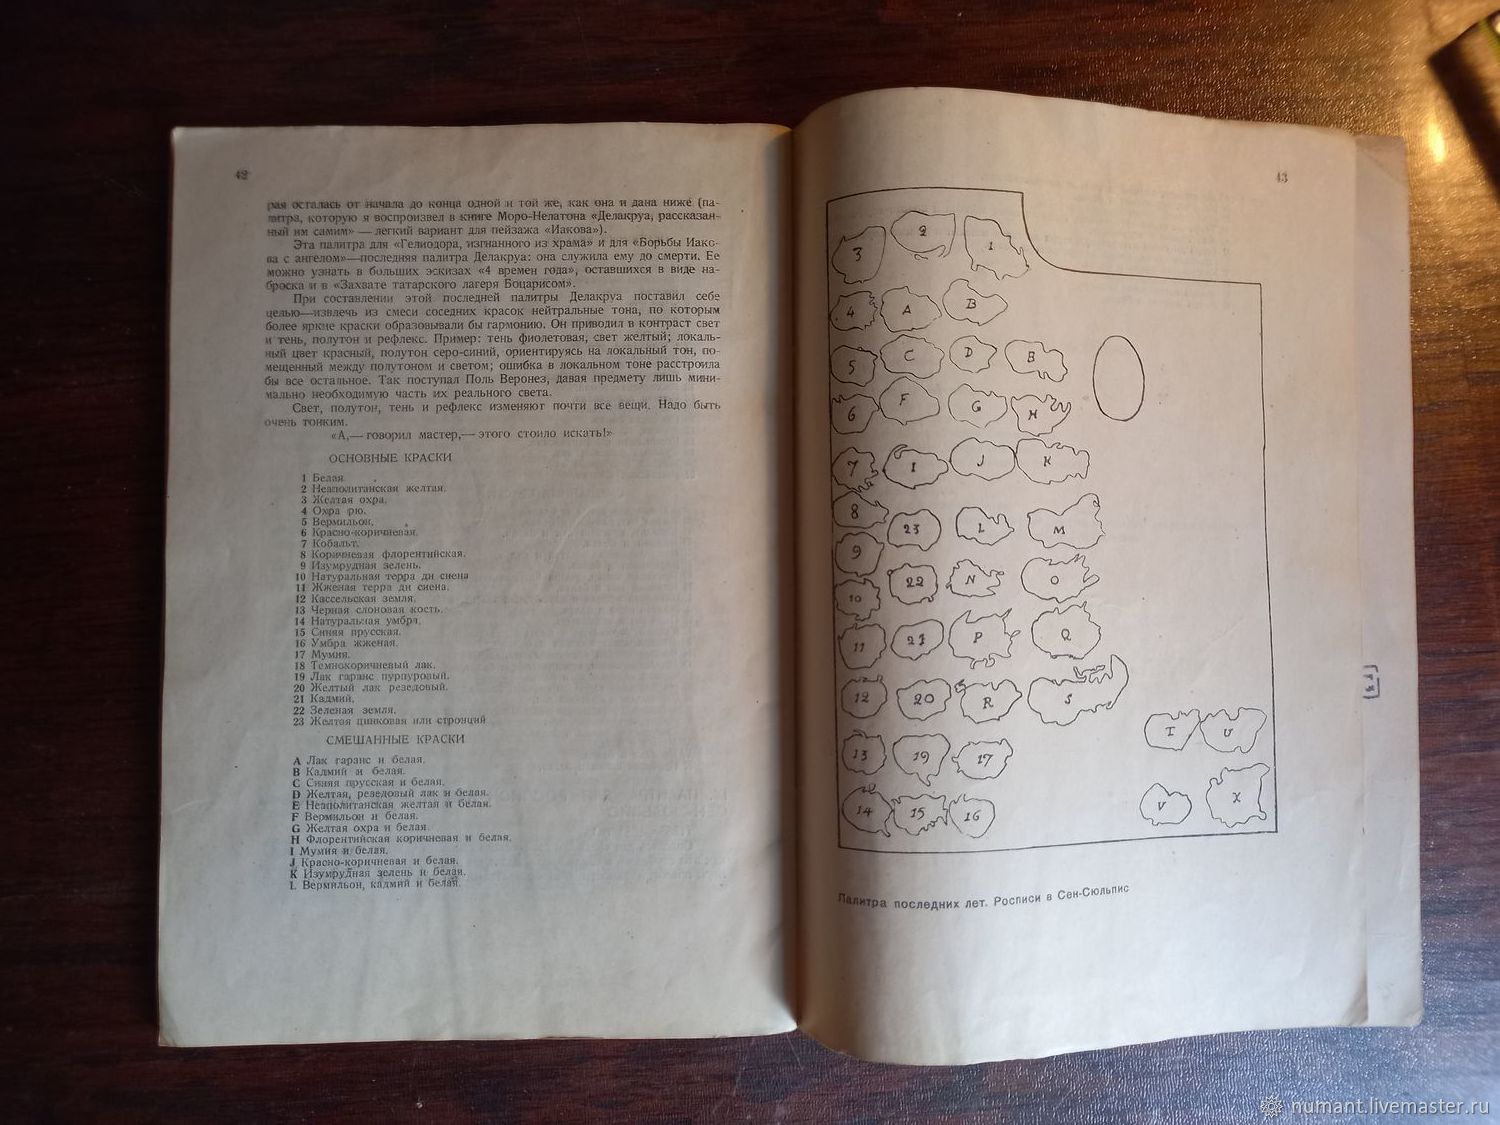 42
рая осталась от начала до конца одной и той же, как она и дана ниже (па-
литра, которую я воспроизвел в книге Моро-Нелатона «Делакруа, рассказан-
ный им самим» — легкий вариант для пейзажа «Иакова»).
Эта палитра для «Гелиодора, изгнанного из храма» и для «Борьбы Иако-
ва с ангелом»—последняя палитра Делакруа: она служила ему до смерти. Ее
можно узнать в больших эскизах «4 времен года», оставшихся в виде на-
броска и в «Захвате татарского лагеря Боцарисом».
При составлении этой последней палитры Делакруа поставил себе
целью—извлечь из смеси соседних красок нейтральные тона, по которым
более яркие краски образовывали бы гармонию. Он приводил в контраст свет
и тень, полутон и рефлекс. Пример: тень фиолетовая, свет желтый; локаль-
ный цвет красный, полутон серо-синий, ориентируясь на локальный тон, по-
мещенный между полутоном и светом; ошибка в локальном тоне расстроила
бы все остальное. Так поступал Поль Веронез, давая предмету лишь мини-
мально необходимую часть их реального света.
Свет, полутон, тень и рефлекс изменяют почти все вещи. Надо быть
очень тонким.
«А,— говорил мастер,— этого стоило искать!»
ОСНОВНЫЕ КРАСКИ
1 Белая.
2 Неаполитанская желтая.
3 Желтая охра.
4 Охра рю.
5 Вермильон.
6 Красно-коричневая.
7 Кобальт.
8 Коричневая флорентийская.
9 Изумрудная зелень.
10 Натуральная терра ди сиена
11 Жженая терра ди сиена.
12 Кассельская земля.
13 Черная слоновая кость.
14 Натуральная умбра.
15 Синяя прусская.
16 Умбра жженая.
17 Мумия.
18 Темнокоричневый лак.
19 Лак гаранс пурпуровый.
20 Желтый лак резедовый.
21 Кадмий.
22 Зеленая земля.
23 Желтая цинковая или стронций
СМЕШАННЫЕ КРАСКИ
A Лак гаранс и белая.
B Кадмий и белая.
C Синяя прусская и белая.
D Желтая, резедовый лак и белая.
E Неаполитанская желтая и белая.
F Вермильон и белая.
G Желтая охра и белая
H Флорентийская коричневая и белая.
I Мумия и белая.
J Красно-коричневая и белая.
K Изумрудная зелень и белая.
L Вермильон, кадмий и белая.
43
3 2 1
4 A B
5 C D B
6 F G H
7 I J K
8
23 L M
9
22 N O
10
11 21 P Q
12 20 R S
13 19 17 T U
14 15 16 V X
Палитра последних лет. Росписи в Сен-Сюльпис
numant.livemaster.ru